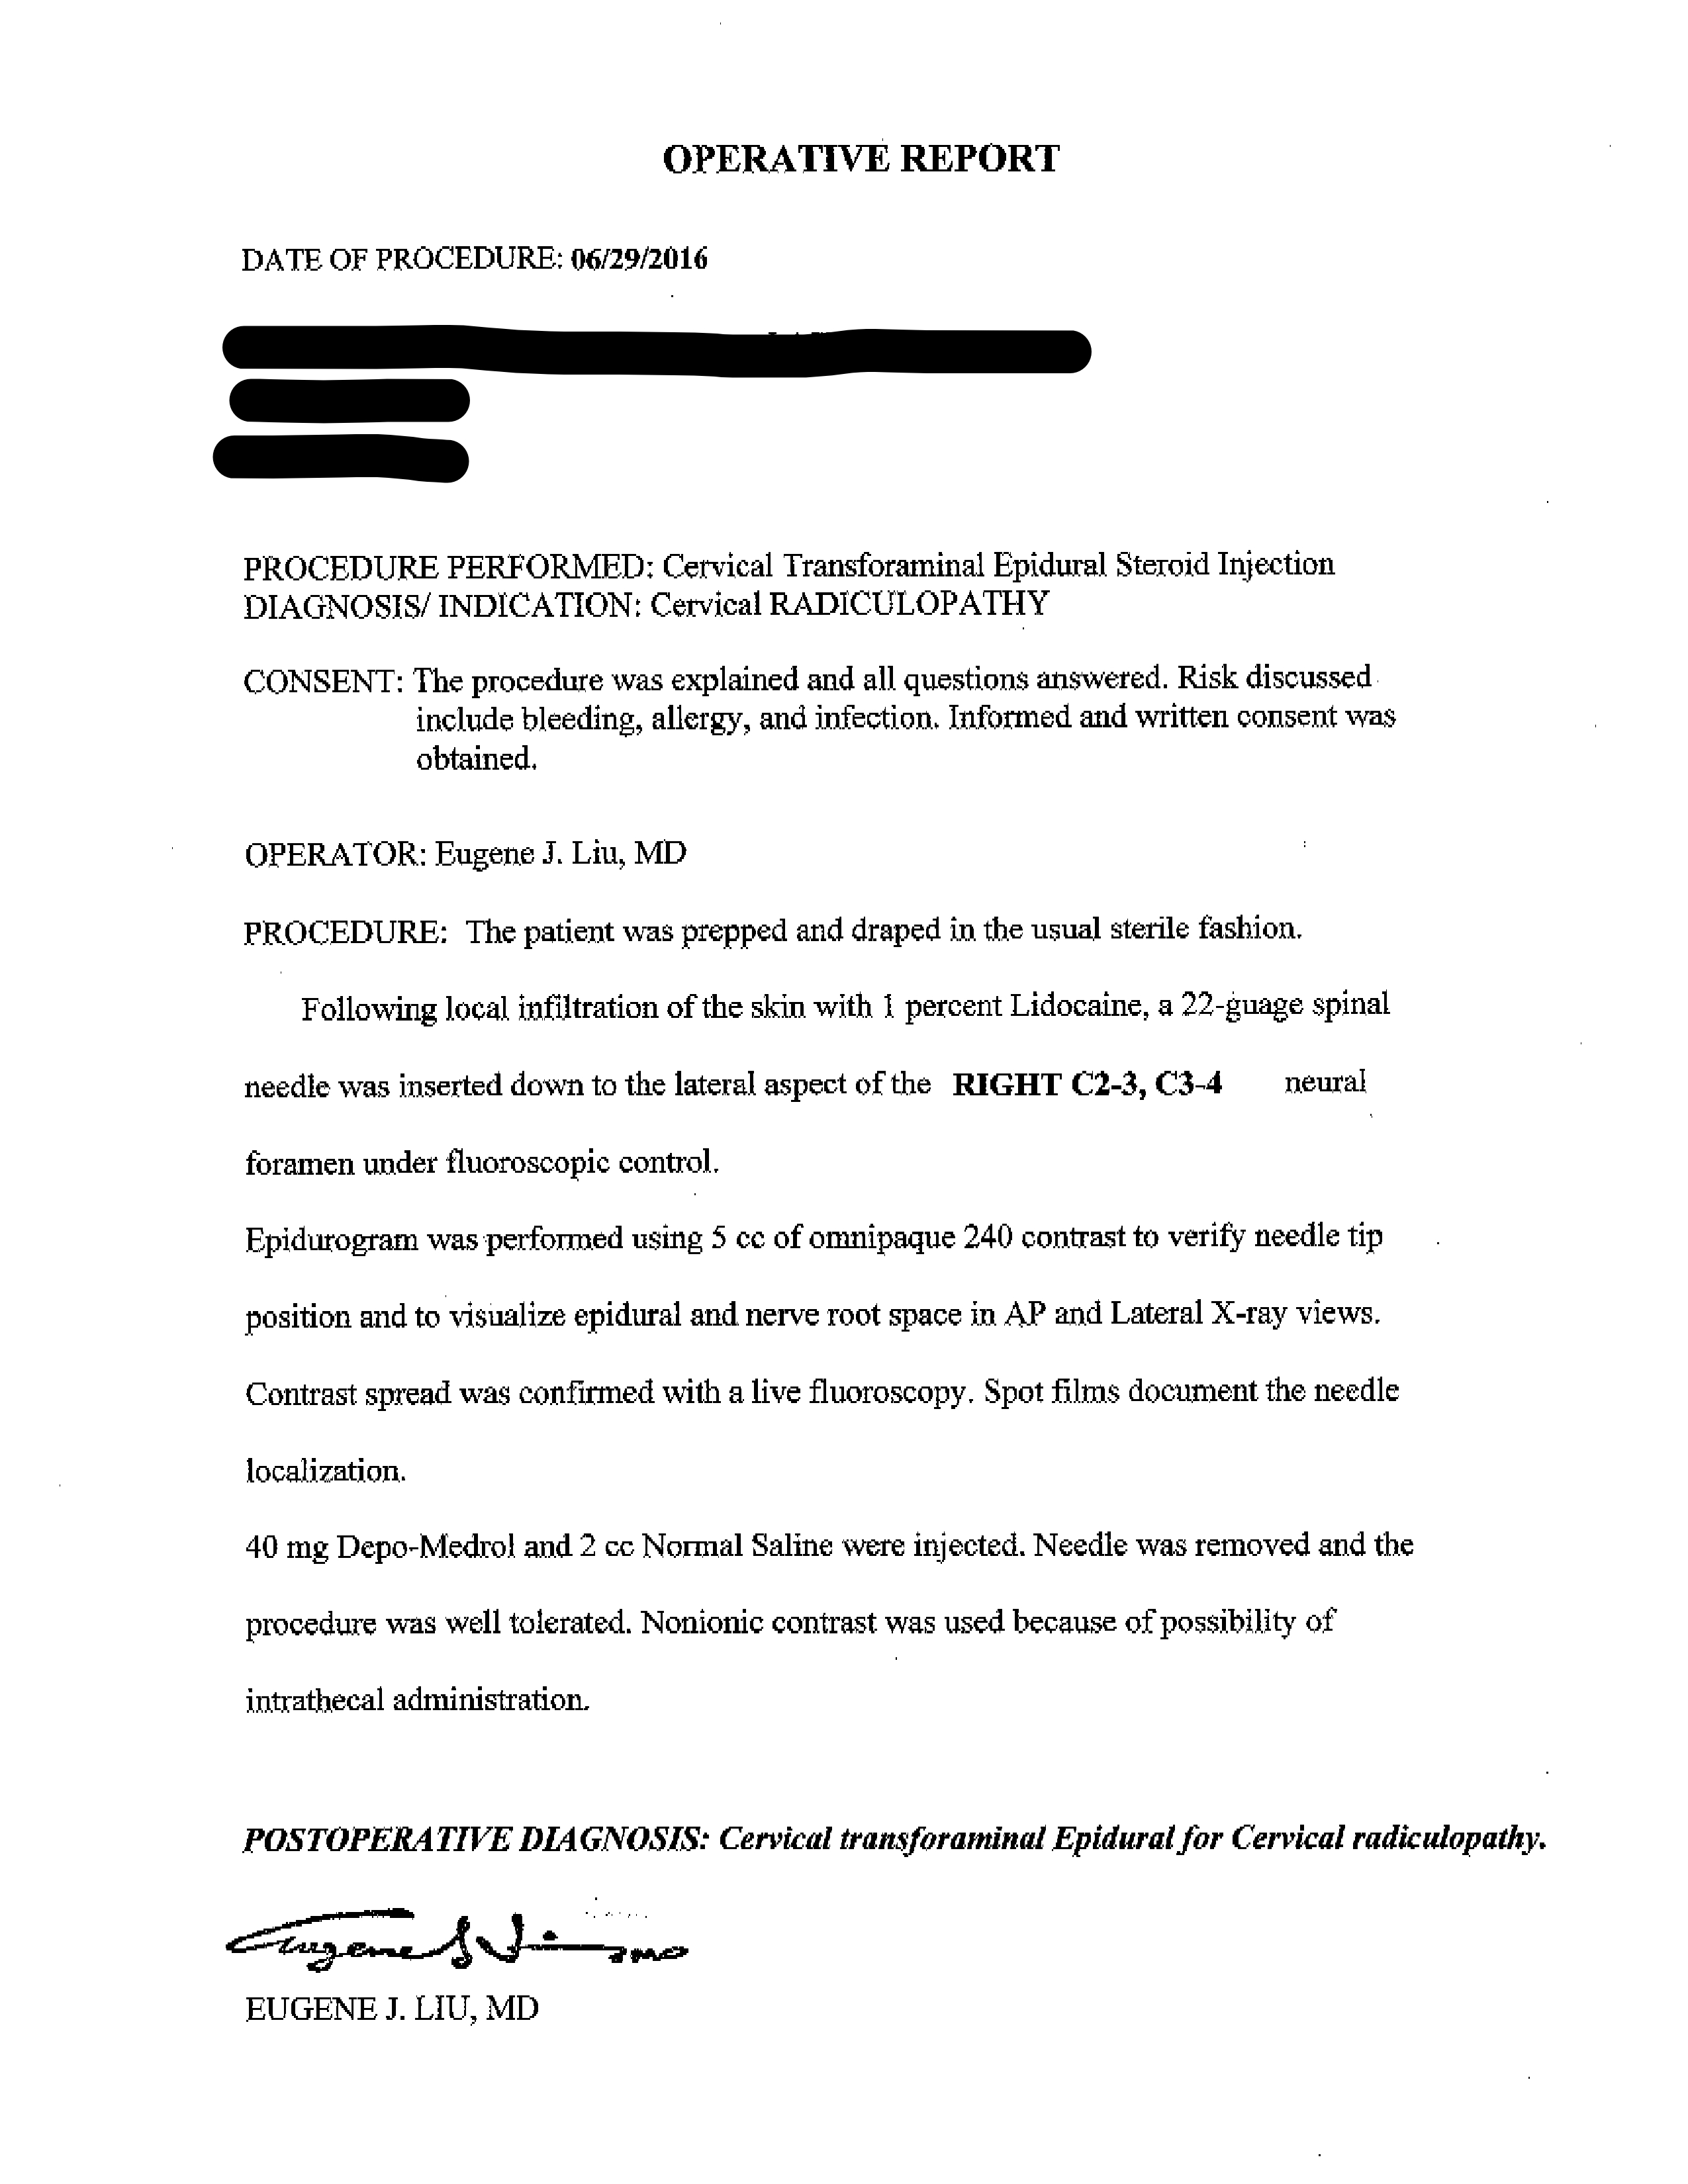 OPERATIVE REPORT
DATE OF PROCEDURE: 06/29/2016
PROCEDURE PERFORMED: Cervical Transforaminal Epidural Steroid Injection
DIAGNOSIS/ INDICATION: Cervical RADICULOPATHY
CONSENT: The procedure was explained and all questions answered. Risk discussed
include bleeding, allergy, and infection. Informed and written consent was
obtained.
OPERATOR: Eugene J. Liu, MD
PROCEDURE: The patient was prepped and draped in the usual sterile fashion.
Following local infiltration of the skin with 1 percent Lidocaine, a 22-guage spinal
needle was inserted down to the lateral aspect of the RIGHT C2-3, C3-4 neural
foramen under fluoroscopic control.
Epidurogram was performed using 5 cc of omnipaque 240 contrast to verify needle tip
position and to visualize epidural and nerve root space in AP and Lateral X-ray views.
Contrast spread was confirmed with a live fluoroscopy. Spot films document the needle
localization.
40 mg Depo-Medrol and 2 cc Normal Saline were injected. Needle was removed and the
procedure was well tolerated. Nonionic contrast was used because of possibility of
intrathecal administration.
POSTOPERATIVE DIAGNOSIS: Cervical transforaminal Epidural for Cervical radiculopathy.
Eugene J Liu MD
EUGENE J. LIU, MD